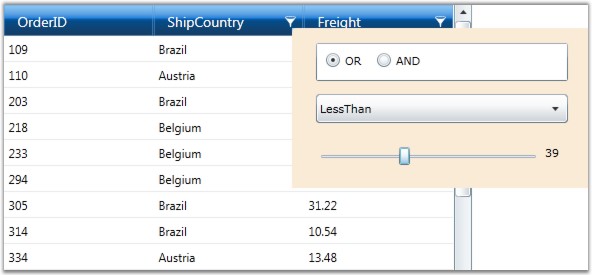 OrderID ShipCountry Freight
109 Brazil
OR AND
110 Austria
203 Brazil
LessThan
218 Belgium
233 Belgium
39
294 Belgium
305 Brazil 31.22
314 Brazil 10.54
334 Austria 13.48